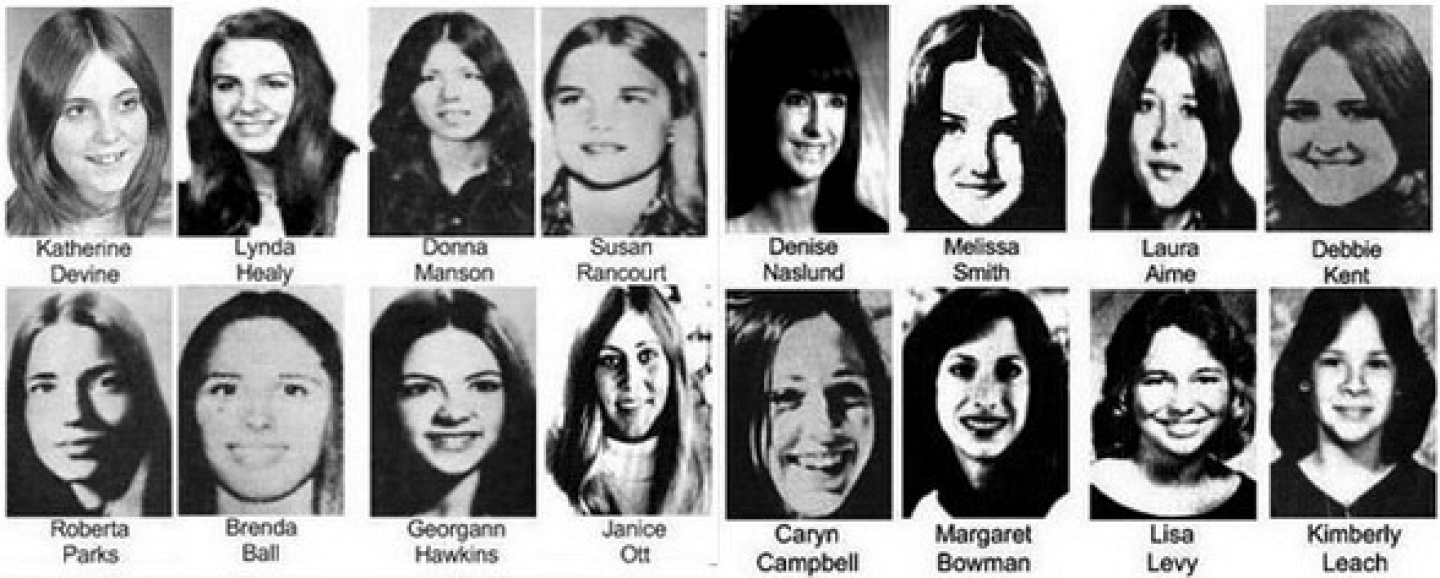 Katherine
Devine
Lynda
Healy
Donna
Manson
Susan
Rancourt
Denise
Naslund
Melissa
Smith
Laura
Aime
Debbie
Kent
Roberta
Parks
Brenda
Ball
Georgann
Hawkins
Janice
Ott
Caryn
Campbell
Margaret
Bowman
Lisa
Levy
Kimberly
Leach